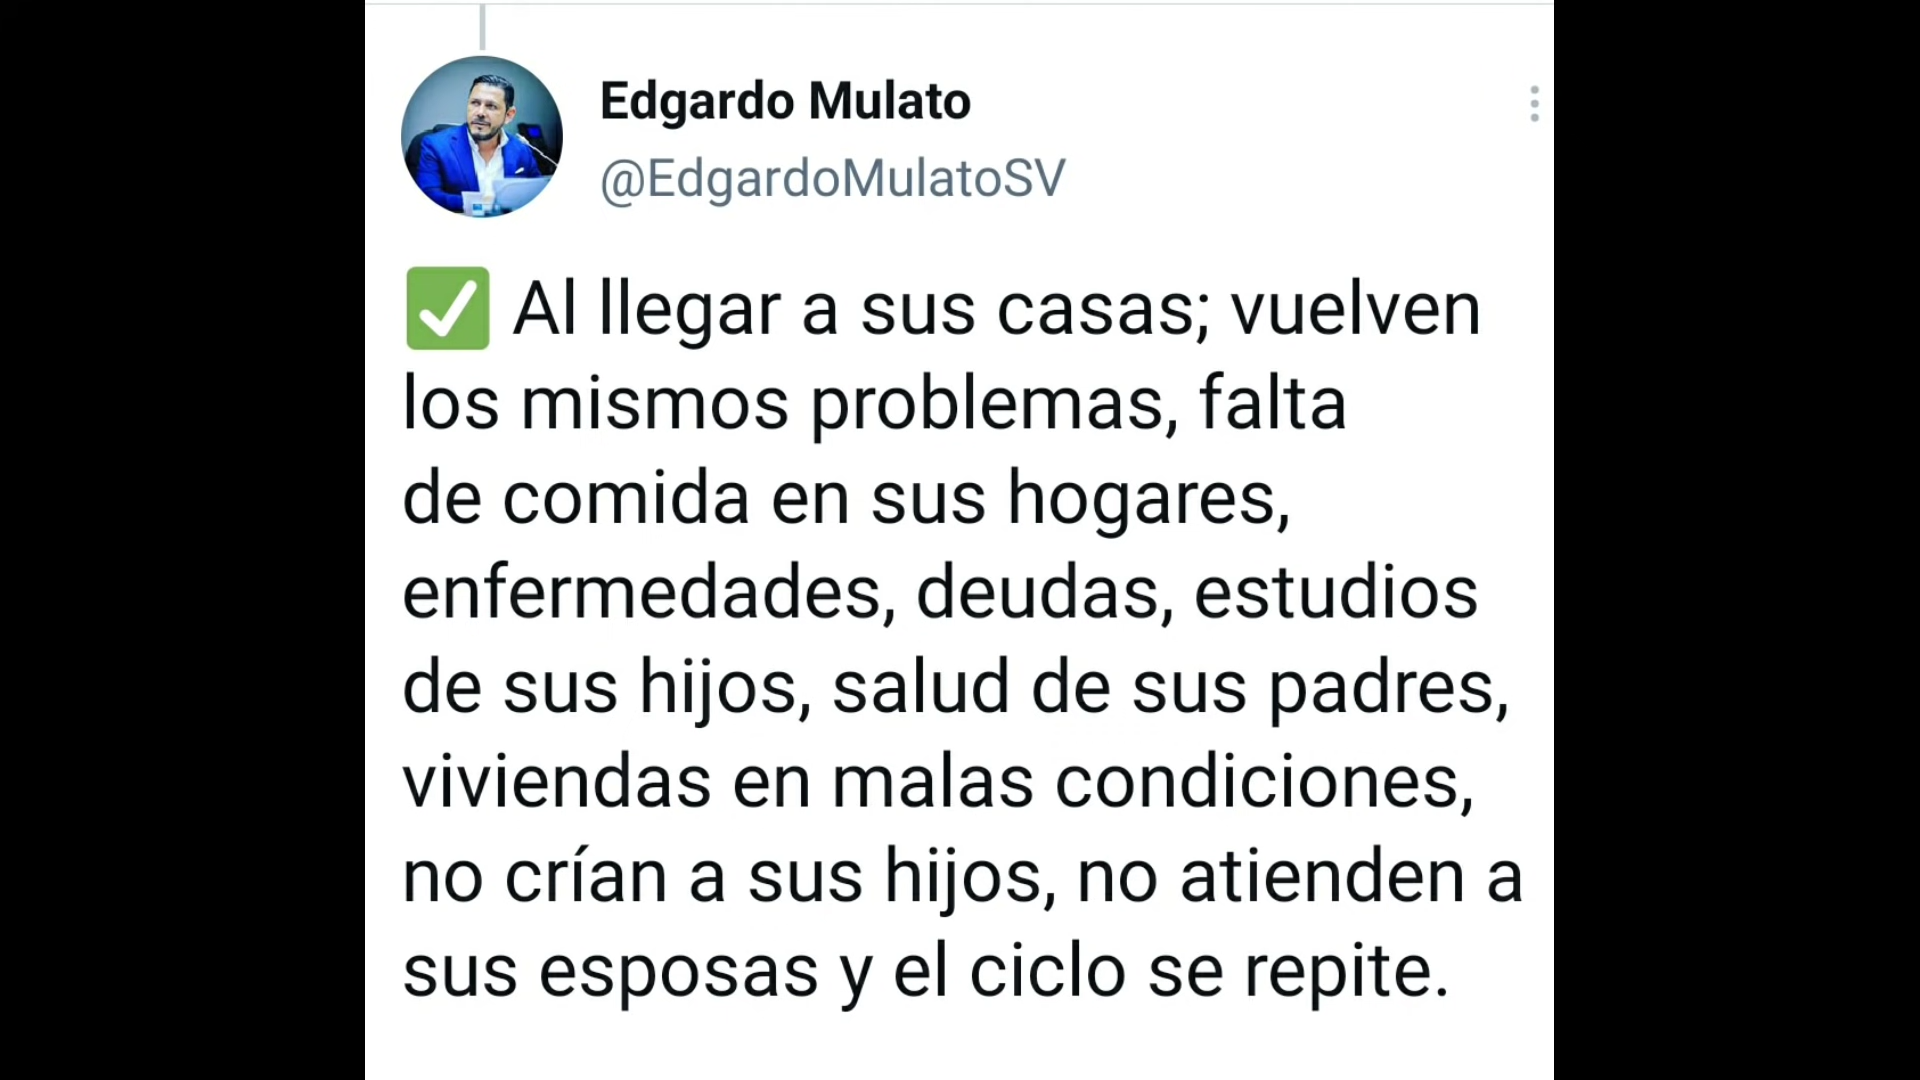 Edgardo Mulato
@EdgardoMulatoSV
✅ Al llegar a sus casas; vuelven
los mismos problemas, falta
de comida en sus hogares,
enfermedades, deudas, estudios
de sus hijos, salud de sus padres,
viviendas en malas condiciones,
no crían a sus hijos, no atienden a
sus esposas y el ciclo se repite.